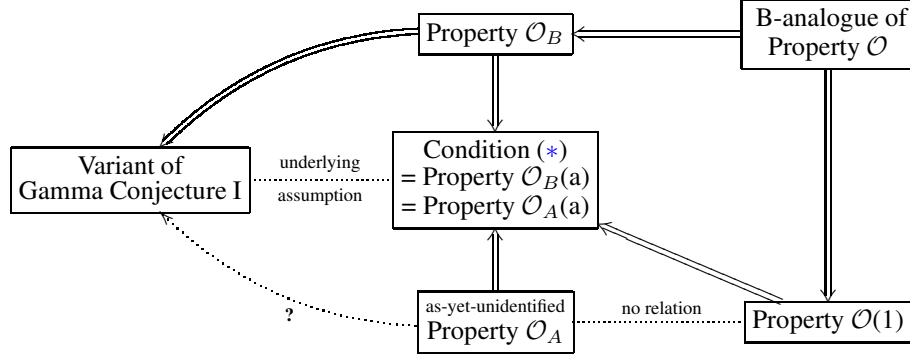 Property 𝒪_B
B-analogue of
Property 𝒪
Variant of
Gamma Conjecture I
underlying
assumption
Condition (*)
= Property 𝒪_B(a)
= Property 𝒪_A(a)
?
as-yet-unidentified
Property 𝒪_A
no relation
Property 𝒪(1)